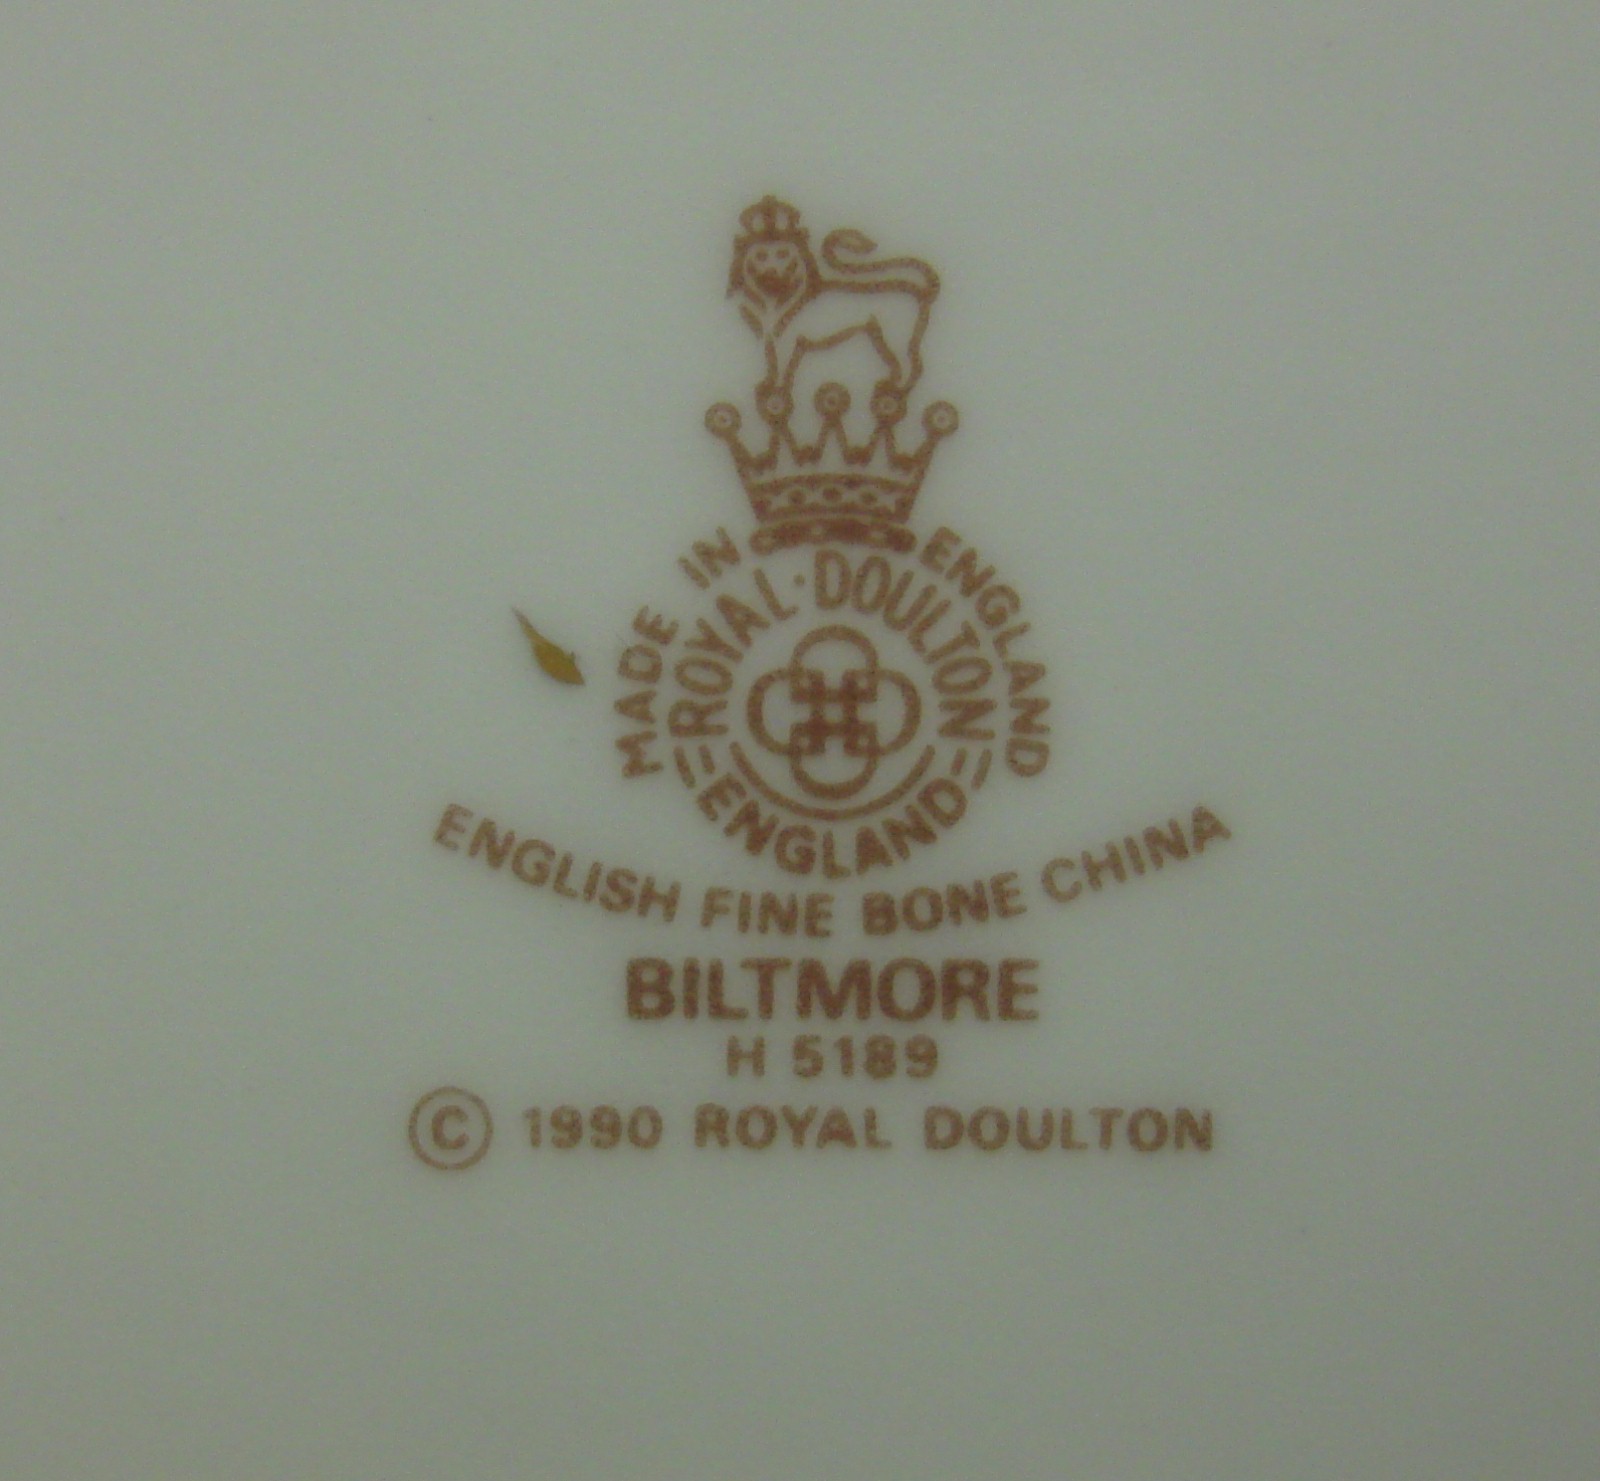 MADE IN ENGLAND
ROYAL · DOULTON
ENGLAND
ENGLISH FINE BONE CHINA
BILTMORE
H 5189
© 1990 ROYAL DOULTON